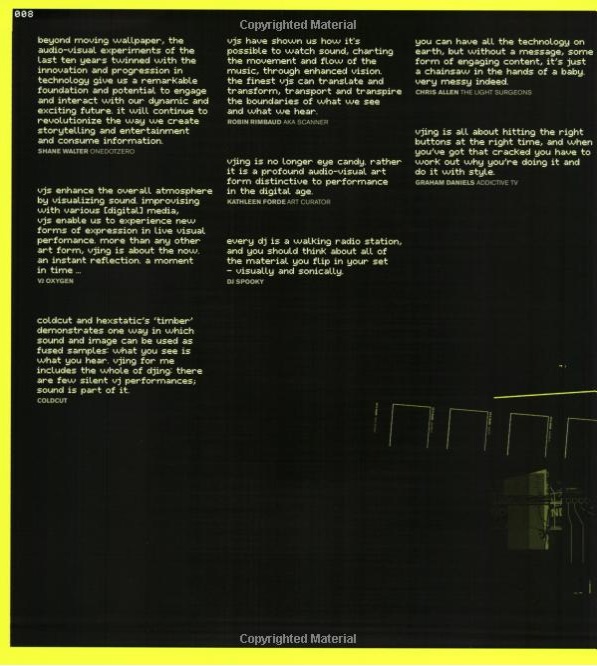 008
Copyrighted Material
beyond moving wallpaper, the
audio-visual experiments of the
last ten years twinned with the
innovation and progression in
technology give us a remarkable
foundation and potential to engage
and interact with our dynamic and
exciting future. it will continue to
revolutionize the way we create
storytelling and entertainment
and consume information.
SHANE WALTER ONEDOTZERO
vjs enhance the overall atmosphere
by visualizing sound. improvising
with various [digital] media,
vjs enable us to experience new
forms of expression in live visual
perfomance. more than any other
art form, vjing is about the now.
an instant reflection. a moment
in time ...
VJ OXYGEN
coldcut and hexstatic's 'timber'
demonstrates one way in which
sound and image can be used as
fused samples: what you see is
what you hear. vjing for me
includes the whole of djing: there
are few silent vj performances;
sound is part of it.
COLDCUT
vjs have shown us how it's
possible to watch sound, charting
the movement and flow of the
music, through enhanced vision.
the finest vjs can translate and
transform, transport and transpire
the boundaries of what we see
and what we hear.
ROBIN RIMBAUD AKA SCANNER
vjing is no longer eye candy. rather
it is a profound audio-visual art
form distinctive to performance
in the digital age.
KATHLEEN FORDE ART CURATOR
every dj is a walking radio station,
and you should think about all of
the material you flip in your set
– visually and sonically.
DJ SPOOKY
you can have all the technology on
earth, but without a message, some
form of engaging content, it's just
a chainsaw in the hands of a baby.
very messy indeed.
CHRIS ALLEN THE LIGHT SURGEONS
vjing is all about hitting the right
buttons at the right time, and when
you've got that cracked you have to
work out why you're doing it and
do it with style.
GRAHAM DANIELS ADDICTIVE TV
Copyrighted Material